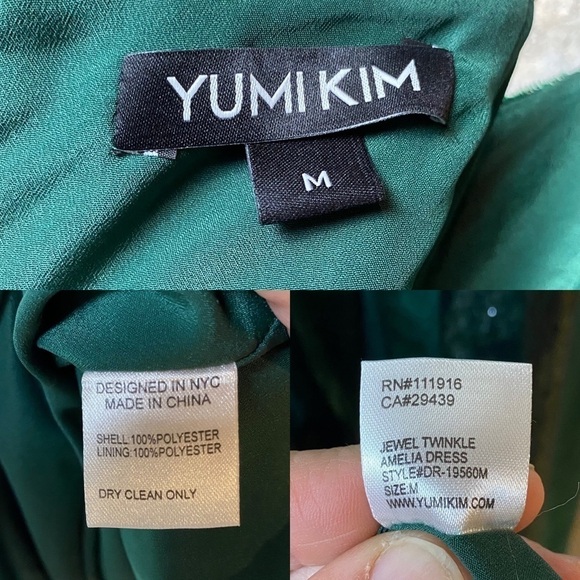 YUMI KIM
M
DESIGNED IN NYC
MADE IN CHINA
SHELL:100%POLYESTER
LINING:100% POLYESTER
DRY CLEAN ONLY
RN#111916
CA#29439
JEWEL TWINKLE
AMELIA DRESS
STYLE#DR-19560M
SIZE:M
WWW.YUMIKIM.COM